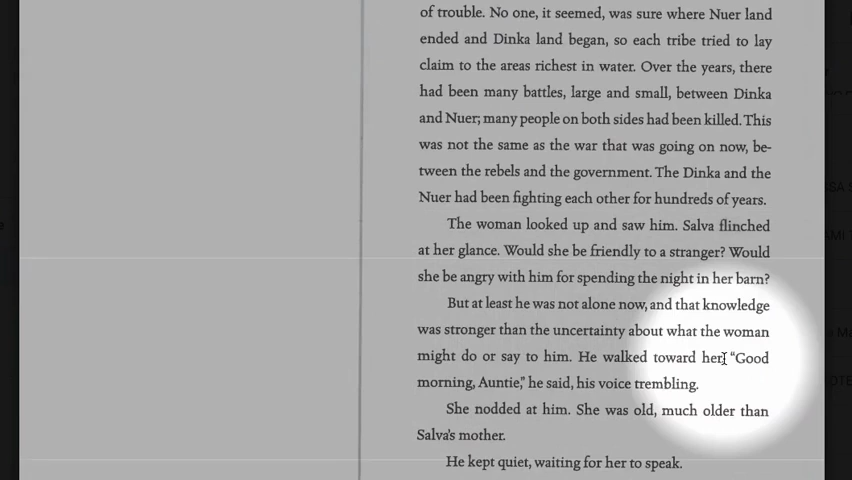 of trouble. No one, it seemed, was sure where Nuer land
ended and Dinka land began, so each tribe tried to lay
claim to the areas richest in water. Over the years, there
had been many battles, large and small, between Dinka
and Nuer; many people on both sides had been killed. This
was not the same as the war that was going on now, be-
tween the rebels and the government. The Dinka and the
Nuer had been fighting each other for hundreds of years.
The woman looked up and saw him. Salva flinched
at her glance. Would she be friendly to a stranger? Would
she be angry with him for spending the night in her barn?
But at least he was not alone now, and that knowledge
was stronger than the uncertainty about what the woman
might do or say to him. He walked toward her. “Good
morning, Auntie,” he said, his voice trembling.
She nodded at him. She was old, much older than
Salva’s mother.
He kept quiet, waiting for her to speak.